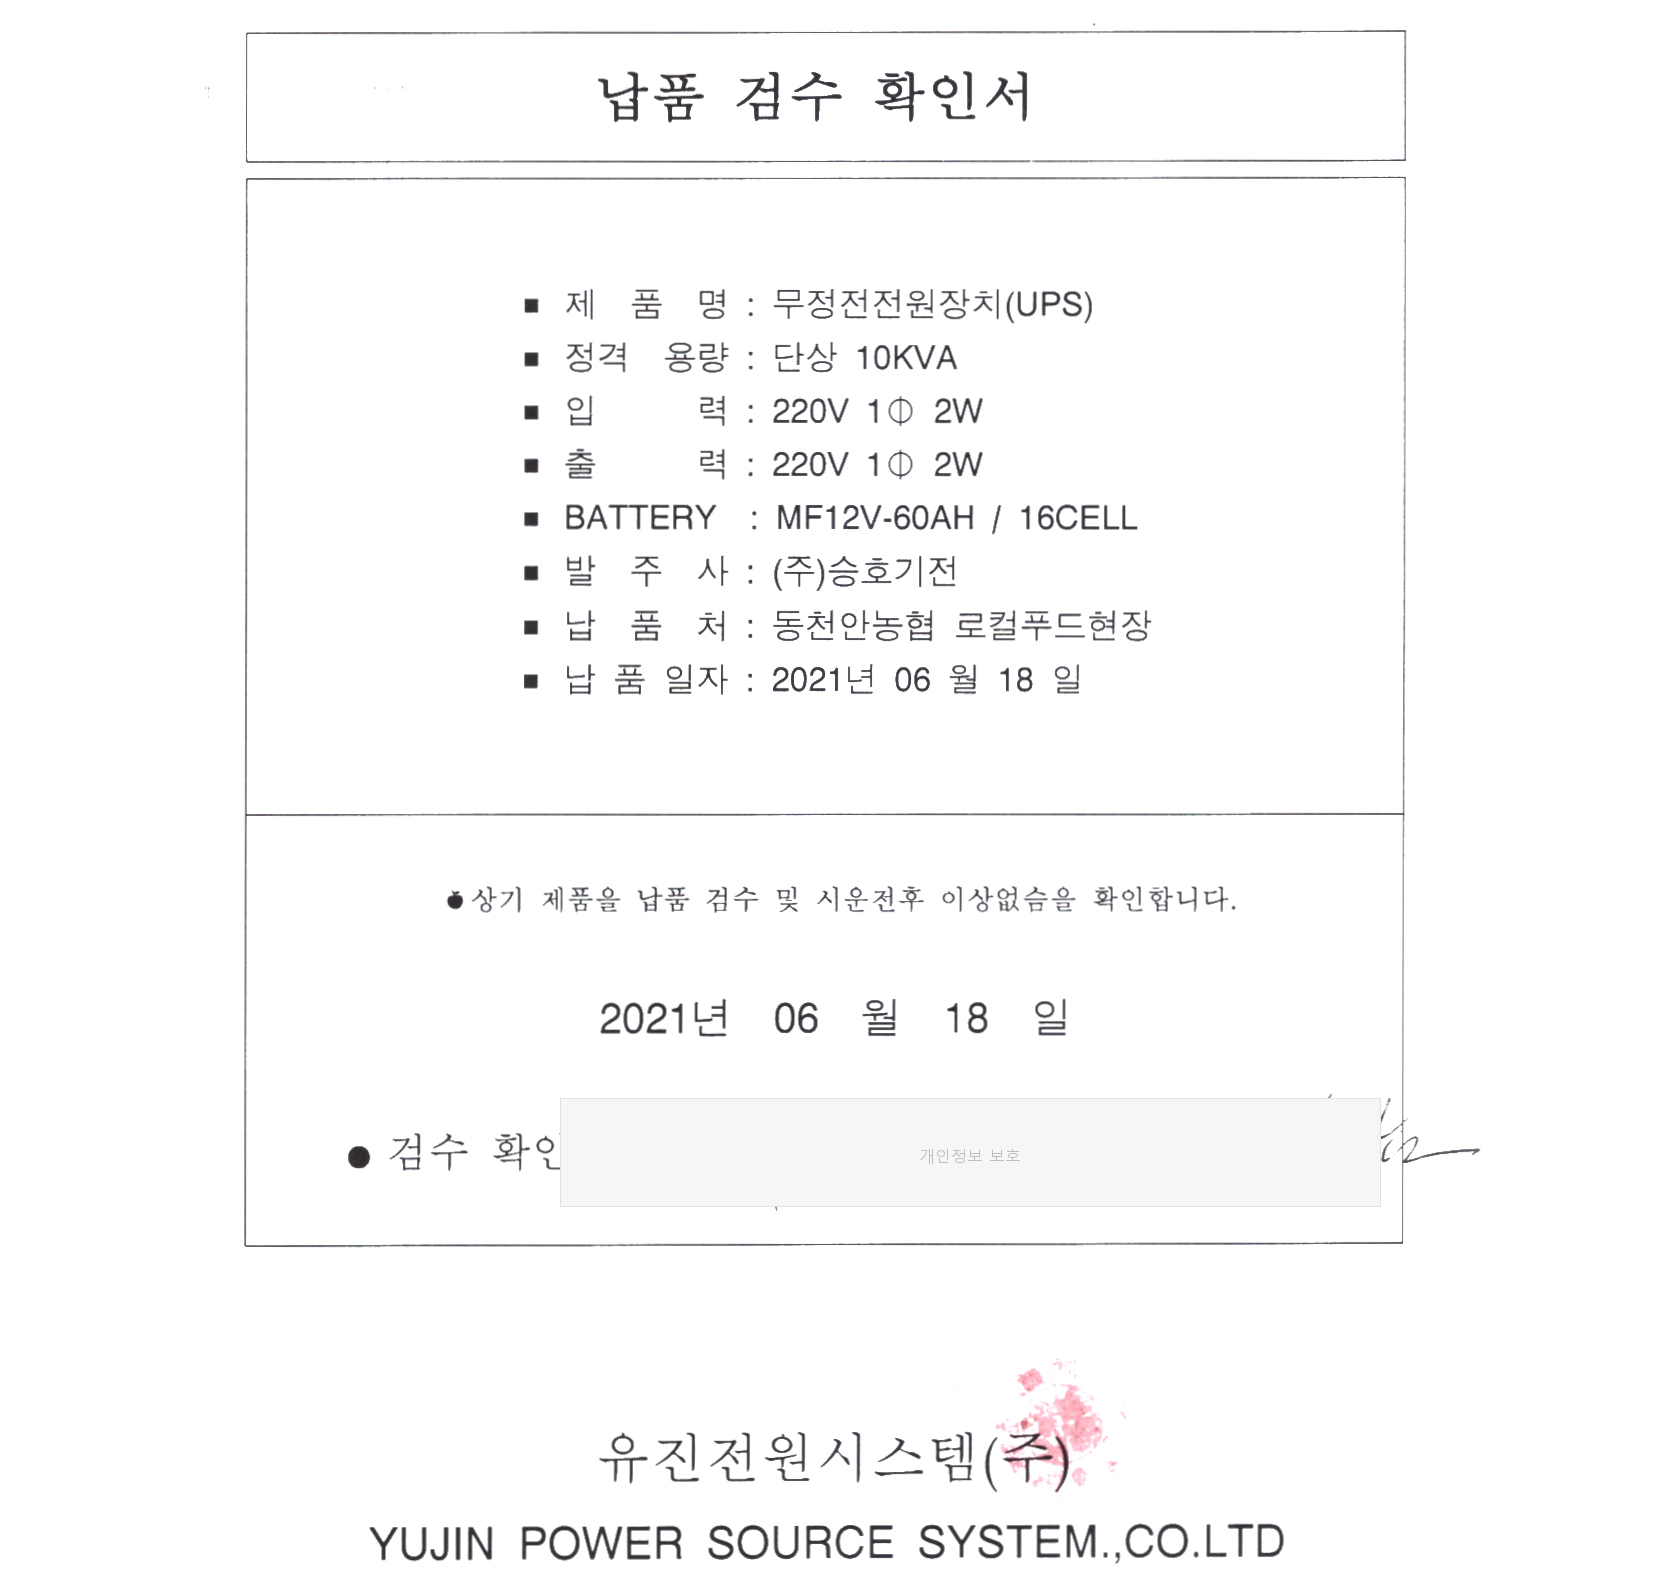 납품 검수 확인서
■ 제 품 명 : 무정전전원장치(UPS)
■ 정격 용량 : 단상 10KVA
■ 입 력 : 220V 1⏀ 2W
■ 출 력 : 220V 1⏀ 2W
■ BATTERY : MF12V-60AH / 16CELL
■ 발 주 사 : (주)승호기전
■ 납 품 처 : 동천안농협 로컬푸드현장
■ 납 품 일자 : 2021년 06 월 18 일
상기 제품을 납품 검수 및 시운전후 이상없슴을 확인합니다.
2021년 06 월 18 일
● 검수 확인
개인정보 보호
유진전원시스템(주)
YUJIN POWER SOURCE SYSTEM.,CO.LTD